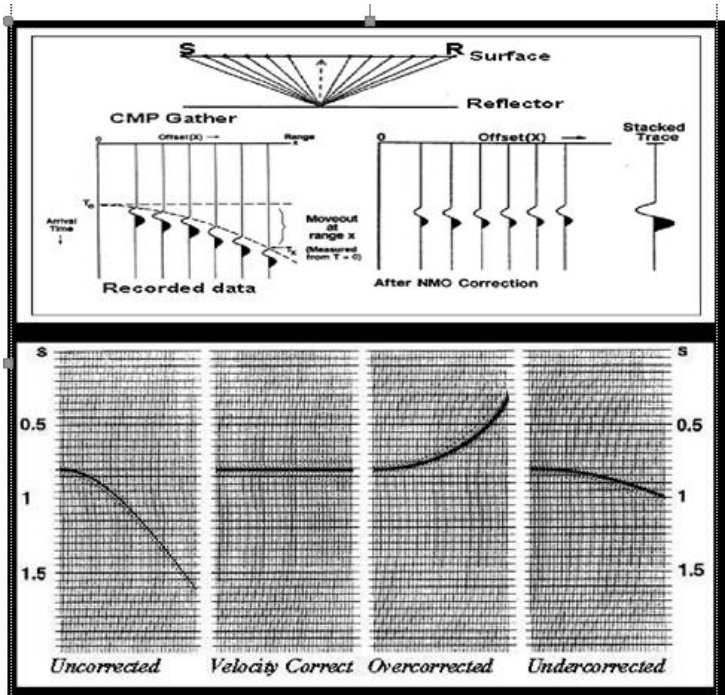 S R Surface
Reflector
CMP Gather
0 Offset(X) → Range
x
0 Offset(X) →
Stacked
Trace
T₀
Arrival
Time
↓
Moveout
at
range x
Tx (Measured
from T = 0)
Recorded data
After NMO Correction
S S
0.5 0.5
1 1
1.5 1.5
Uncorrected Velocity Correct Overcorrected Undercorrected